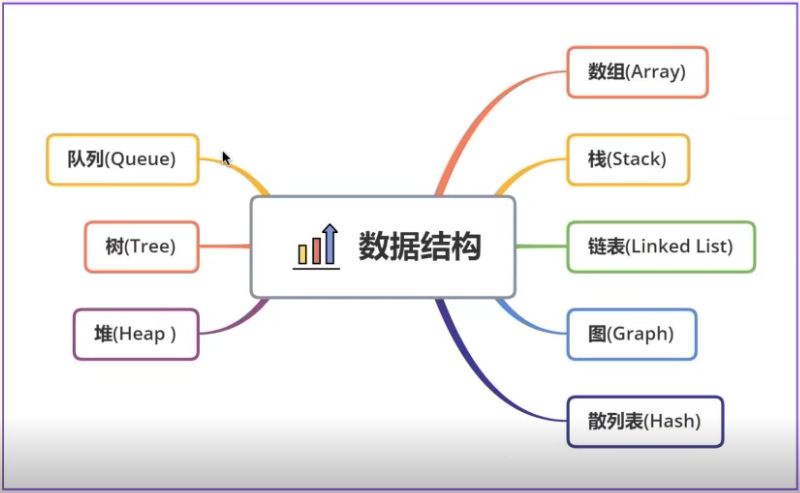 数组(Array)
队列(Queue)
栈(Stack)
树(Tree)
数据结构
链表(Linked List)
堆(Heap )
图(Graph)
散列表(Hash)